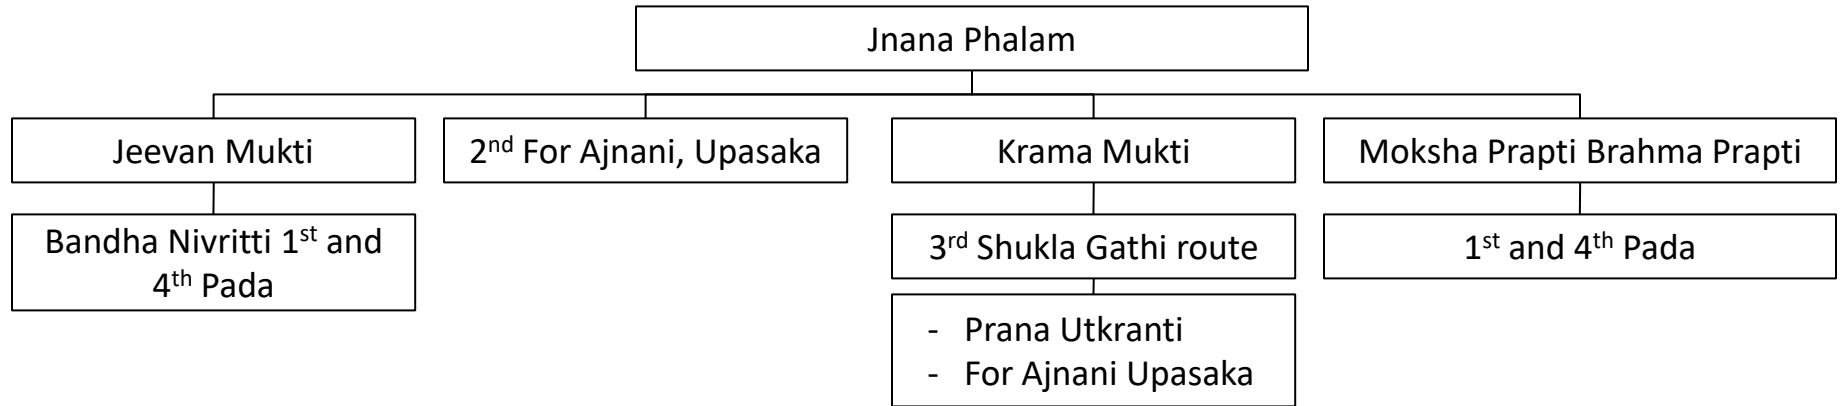 Jnana Phalam
Jeevan Mukti
2nd For Ajnani, Upasaka
Krama Mukti
Moksha Prapti Brahma Prapti
Bandha Nivritti 1st and
4th Pada
3rd Shukla Gathi route
1st and 4th Pada
- Prana Utkranti
- For Ajnani Upasaka